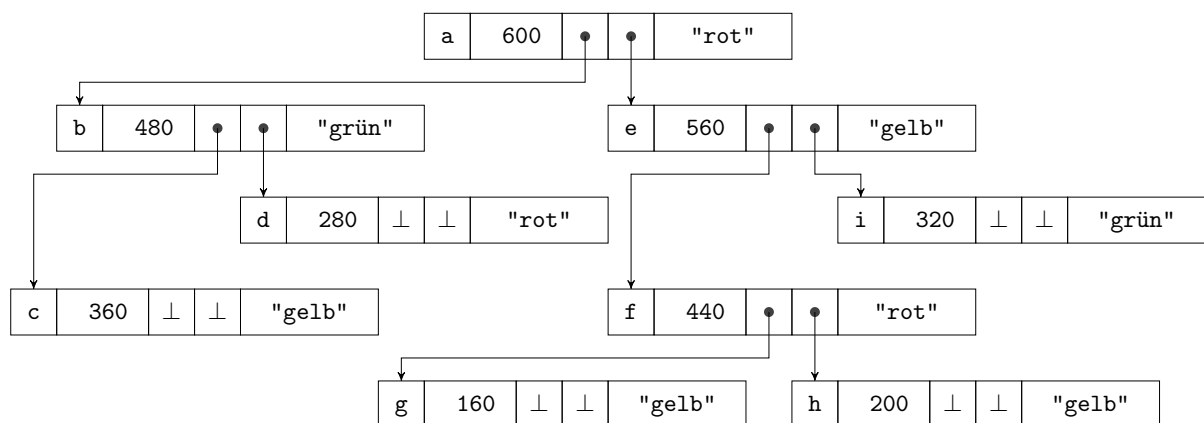 a 600 "rot"
b 480 "grün" e 560 "gelb"
d 280 ⊥ ⊥ "rot" i 320 ⊥ ⊥ "grün"
c 360 ⊥ ⊥ "gelb" f 440 "rot"
g 160 ⊥ ⊥ "gelb" h 200 ⊥ ⊥ "gelb"